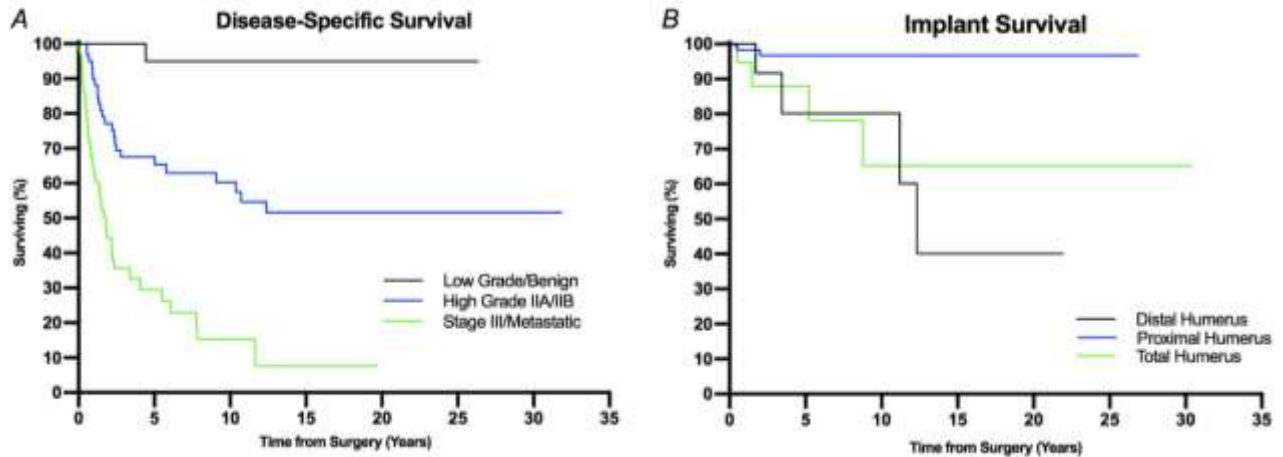 A
Disease-Specific Survival
100
90
80
70
60
50
40
30
20
10
0
Surviving (%)
Low Grade/Benign
High Grade IIA/IIB
Stage III/Metastatic
0 5 10 15 20 25 30 35
Time from Surgery (Years)
B
Implant Survival
100
90
80
70
60
50
40
30
20
10
0
Surviving (%)
Distal Humerus
Proximal Humerus
Total Humerus
0 5 10 15 20 25 30 35
Time from Surgery (Years)